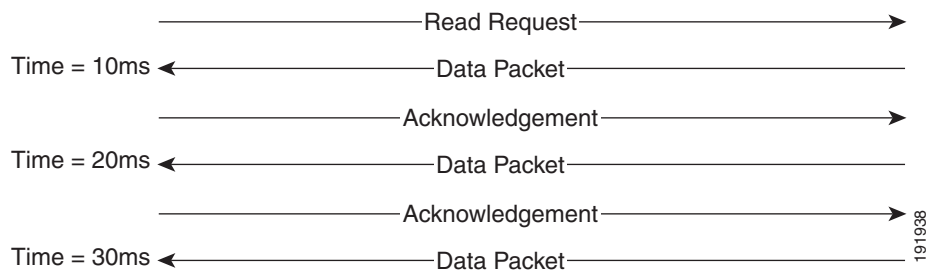 Read Request
Time = 10ms Data Packet
Acknowledgement
Time = 20ms Data Packet
Acknowledgement
Time = 30ms Data Packet
191938